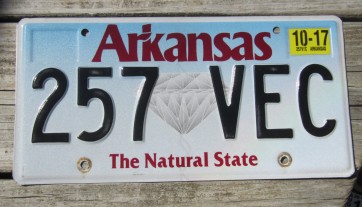 Arkansas
10-17
257 VEC
The Natural State